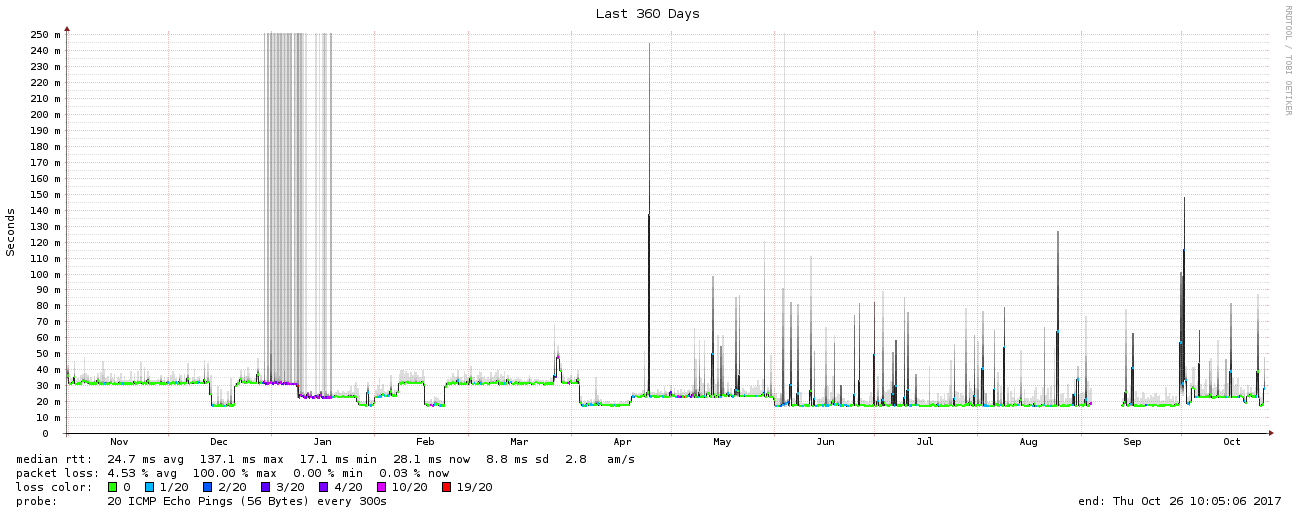 Last 360 Days
RRDTOOL / TOBI OETIKER
Seconds
250 m
240 m
230 m
220 m
210 m
200 m
190 m
180 m
170 m
160 m
150 m
140 m
130 m
120 m
110 m
100 m
90 m
80 m
70 m
60 m
50 m
40 m
30 m
20 m
10 m
0
Nov Dec Jan Feb Mar Apr May Jun Jul Aug Sep Oct
median rtt: 24.7 ms avg 137.1 ms max 17.1 ms min 28.1 ms now 8.8 ms sd 2.8 am/s
packet loss: 4.53 % avg 100.00 % max 0.00 % min 0.03 % now
loss color: 0 1/20 2/20 3/20 4/20 10/20 19/20
probe: 20 ICMP Echo Pings (56 Bytes) every 300s end: Thu Oct 26 10:05:06 2017